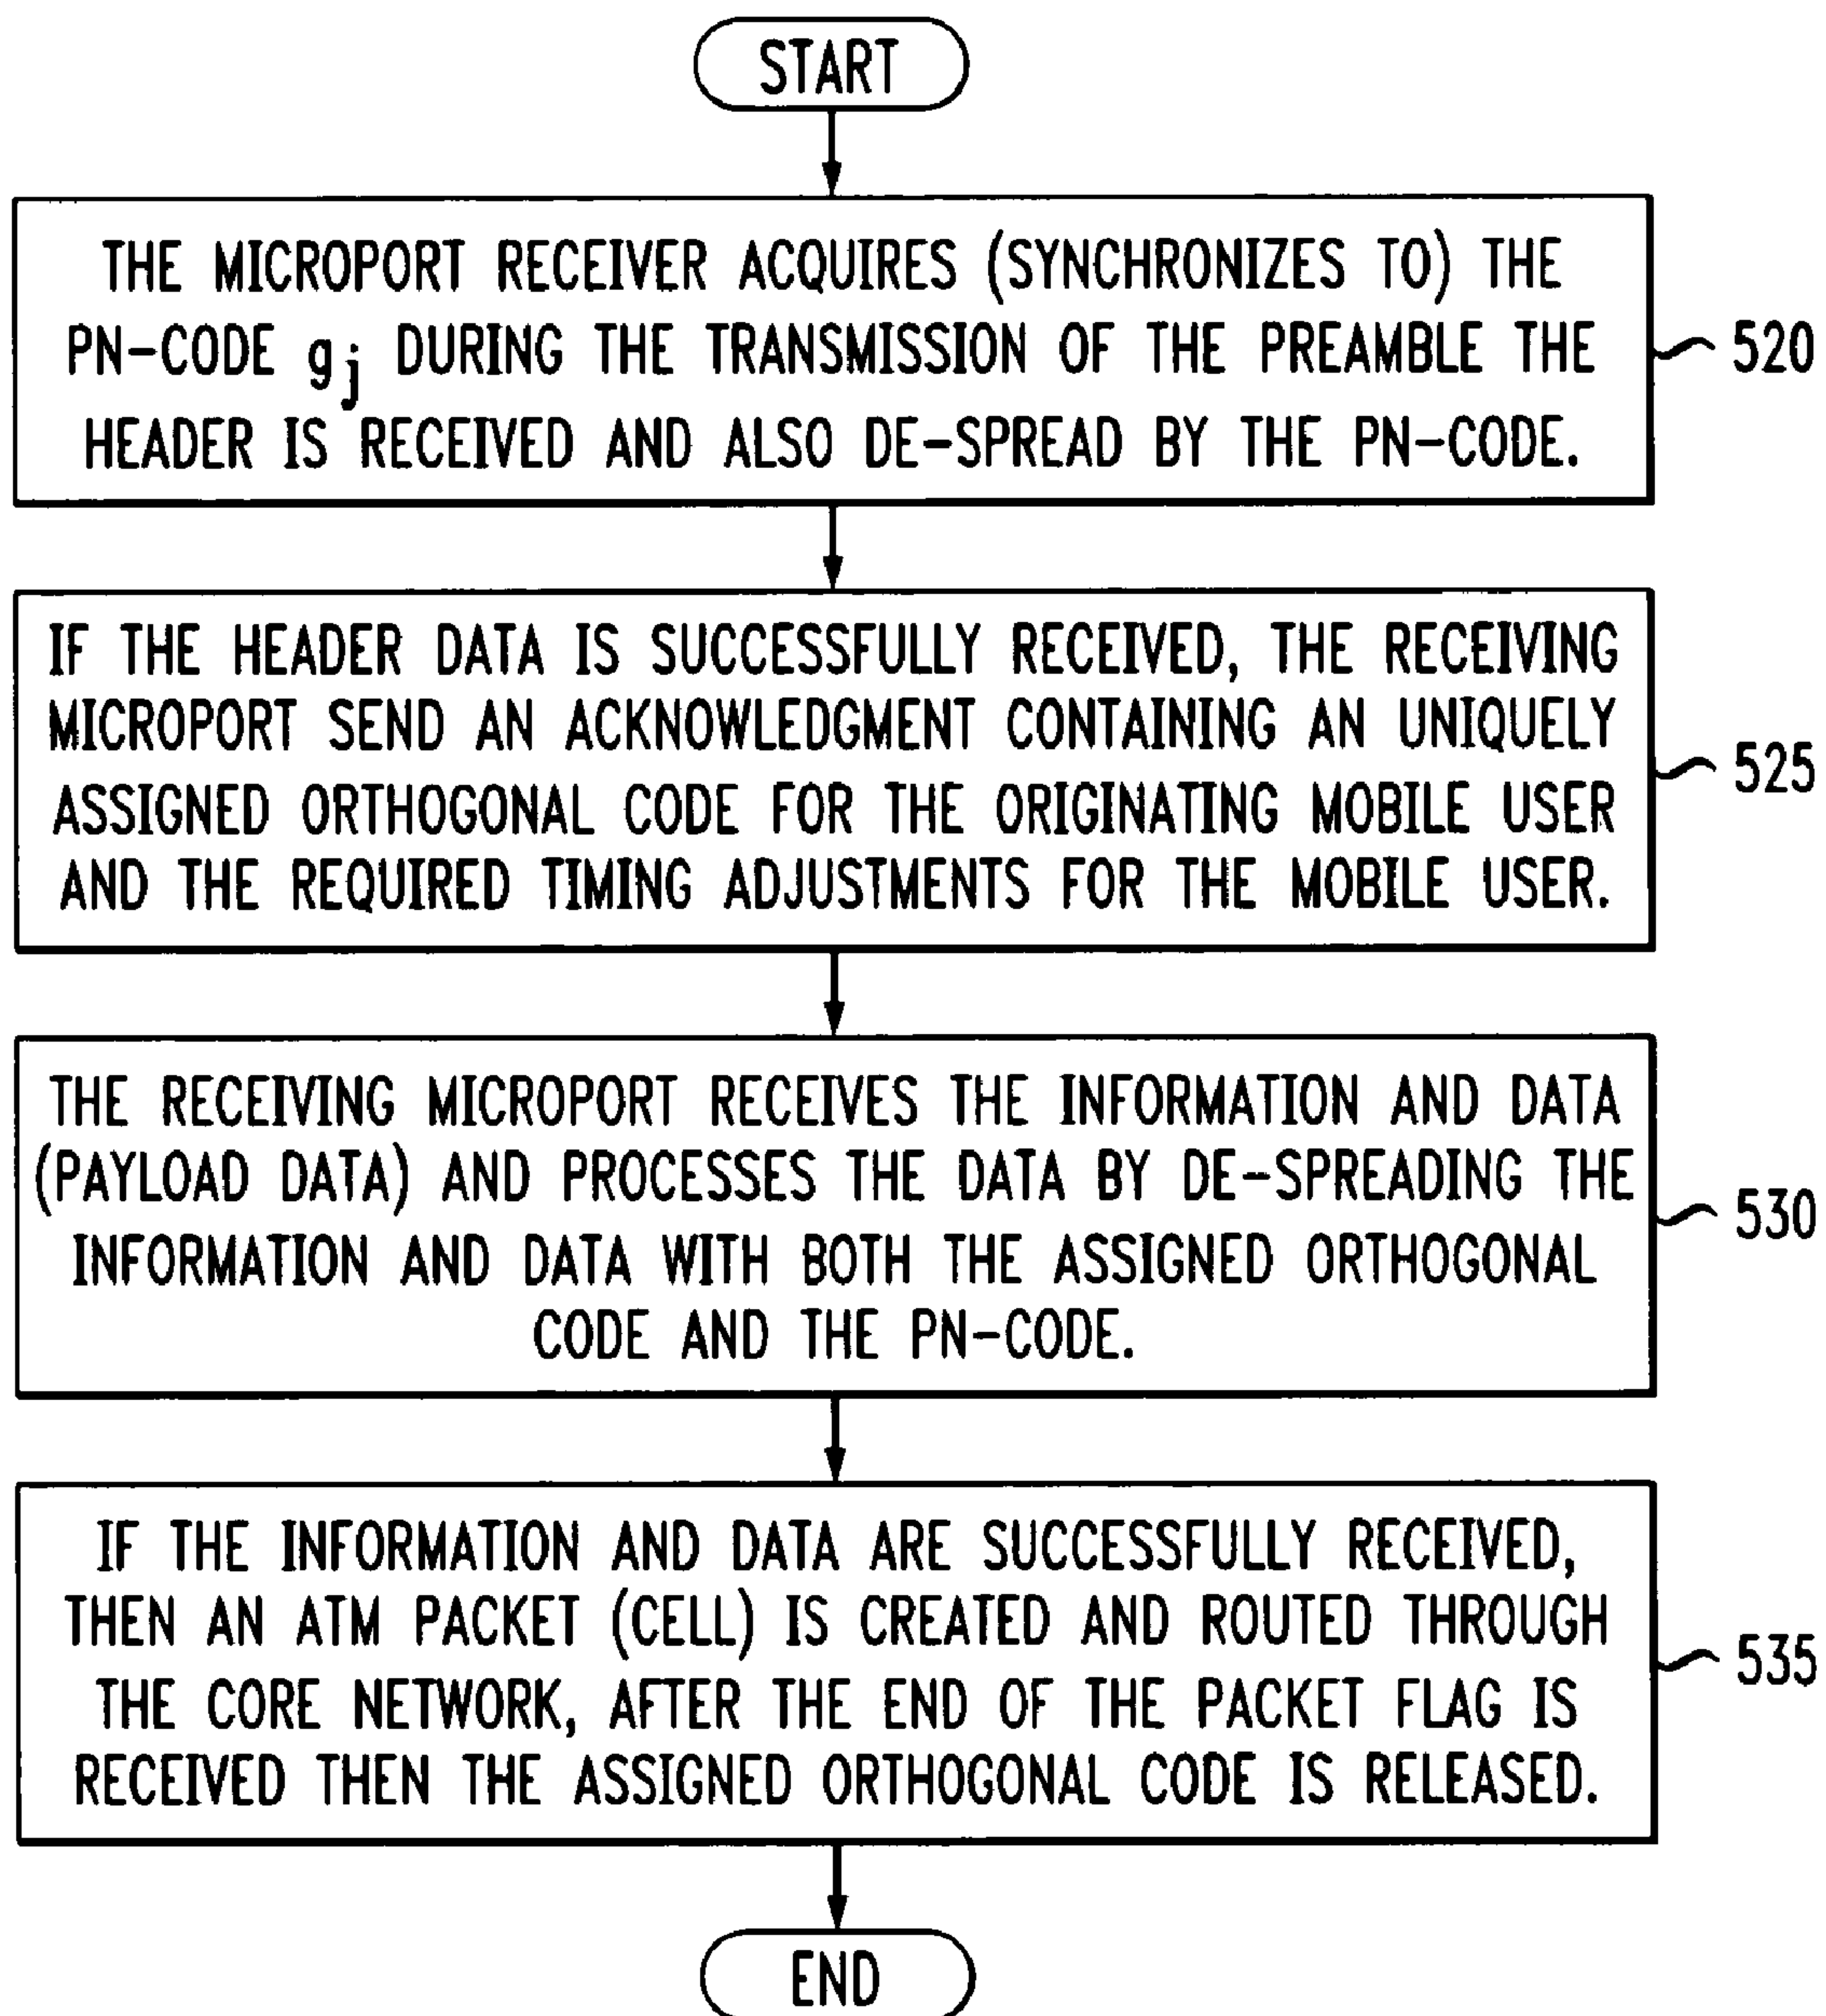 START
THE MICROPORT RECEIVER ACQUIRES (SYNCHRONIZES TO) THE
PN-CODE gj DURING THE TRANSMISSION OF THE PREAMBLE THE
HEADER IS RECEIVED AND ALSO DE-SPREAD BY THE PN-CODE.
520
IF THE HEADER DATA IS SUCCESSFULLY RECEIVED, THE RECEIVING
MICROPORT SEND AN ACKNOWLEDGMENT CONTAINING AN UNIQUELY
ASSIGNED ORTHOGONAL CODE FOR THE ORIGINATING MOBILE USER
AND THE REQUIRED TIMING ADJUSTMENTS FOR THE MOBILE USER.
525
THE RECEIVING MICROPORT RECEIVES THE INFORMATION AND DATA
(PAYLOAD DATA) AND PROCESSES THE DATA BY DE-SPREADING THE
INFORMATION AND DATA WITH BOTH THE ASSIGNED ORTHOGONAL
CODE AND THE PN-CODE.
530
IF THE INFORMATION AND DATA ARE SUCCESSFULLY RECEIVED,
THEN AN ATM PACKET (CELL) IS CREATED AND ROUTED THROUGH
THE CORE NETWORK, AFTER THE END OF THE PACKET FLAG IS
RECEIVED THEN THE ASSIGNED ORTHOGONAL CODE IS RELEASED.
535
END